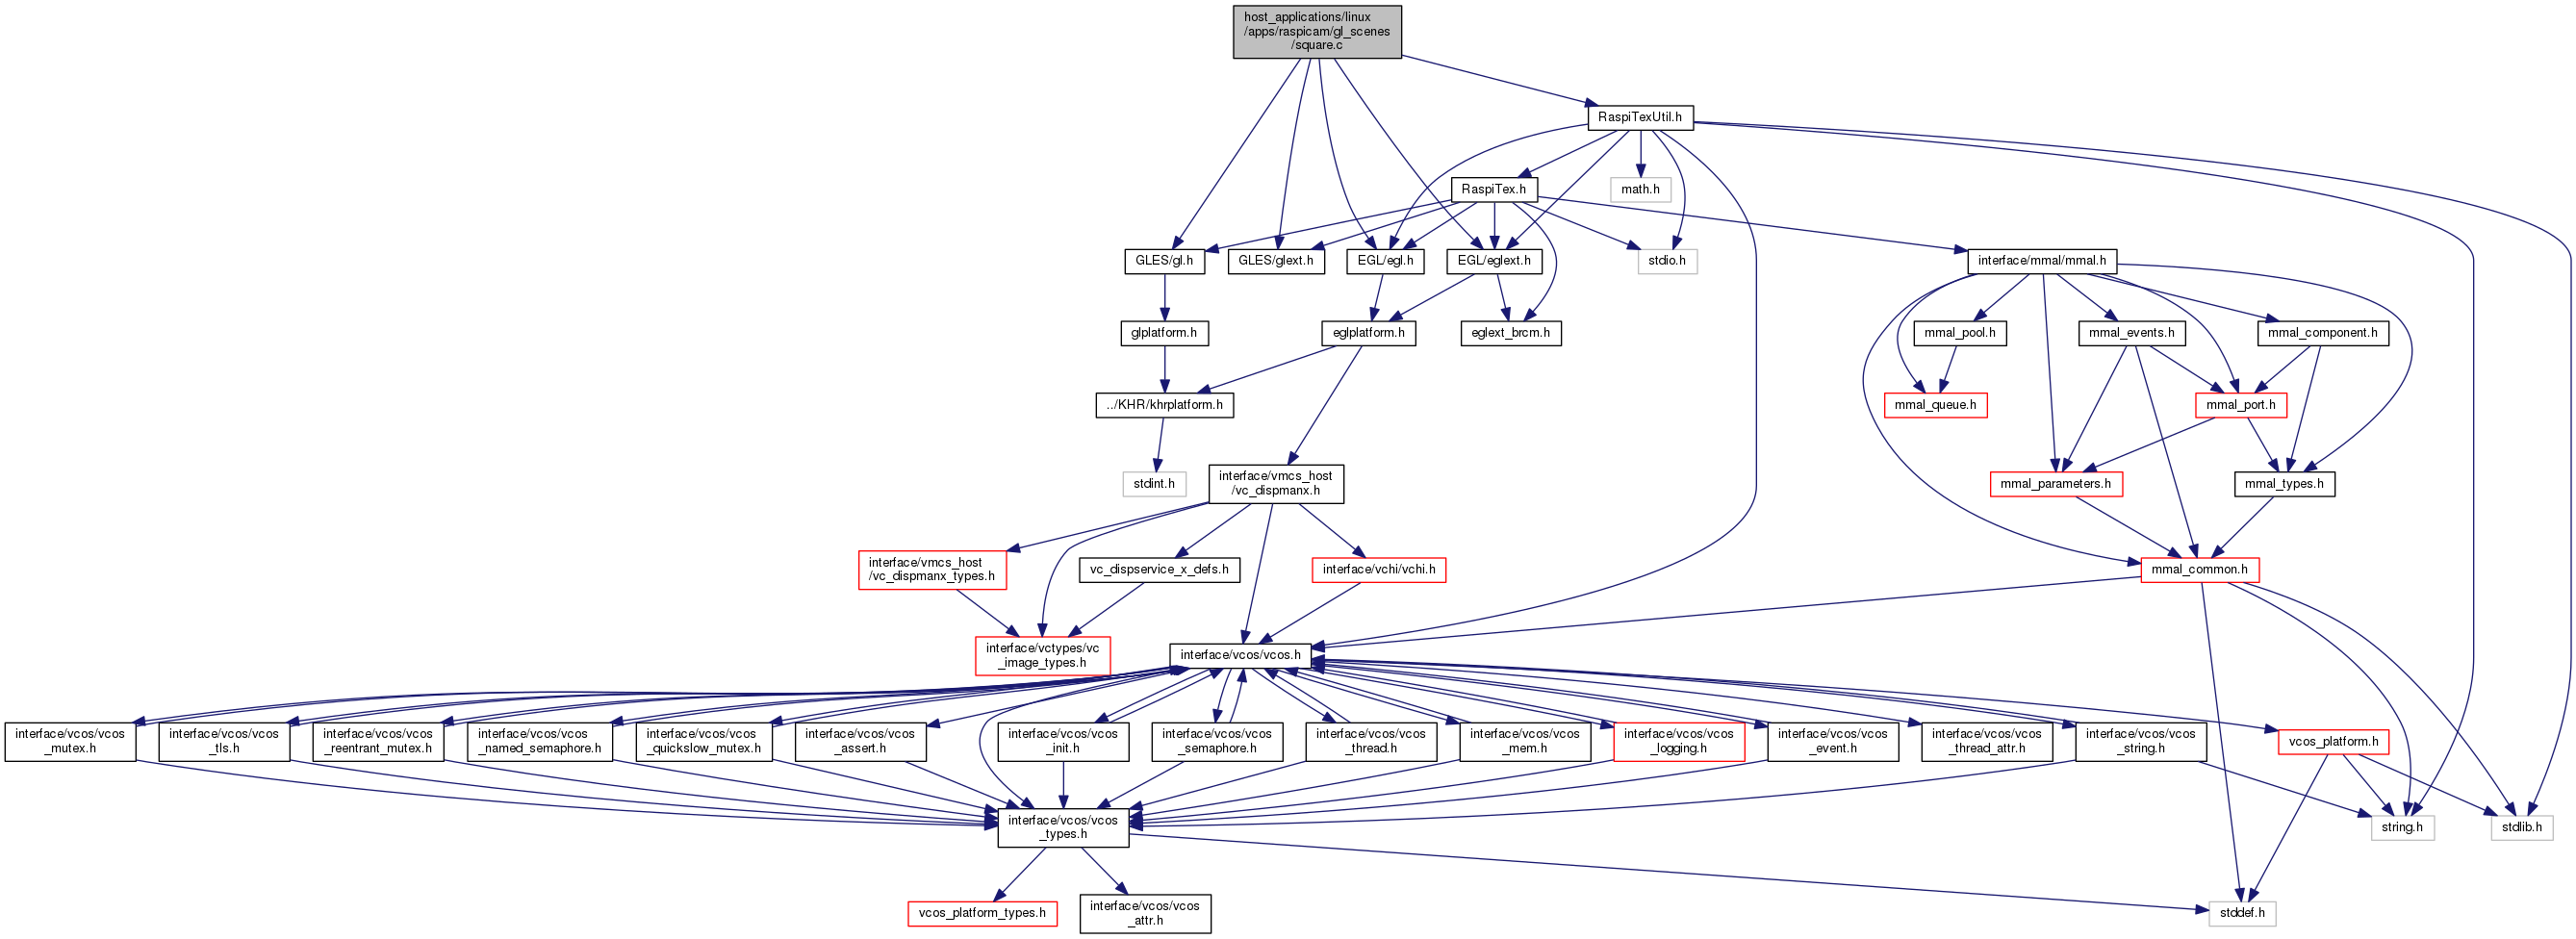 host_applications/linux
/apps/raspicam/gl_scenes
/square.c
RaspiTexUtil.h
RaspiTex.h
math.h
GLES/gl.h
GLES/glext.h
EGL/egl.h
EGL/eglext.h
stdio.h
interface/mmal/mmal.h
glplatform.h
eglplatform.h
eglext_brcm.h
mmal_pool.h
mmal_events.h
mmal_component.h
../KHR/khrplatform.h
mmal_queue.h
mmal_port.h
stdint.h
interface/vmcs_host
/vc_dispmanx.h
mmal_parameters.h
mmal_types.h
interface/vmcs_host
/vc_dispmanx_types.h
vc_dispservice_x_defs.h
interface/vchi/vchi.h
mmal_common.h
interface/vctypes/vc
_image_types.h
interface/vcos/vcos.h
interface/vcos/vcos
_mutex.h
interface/vcos/vcos
_tls.h
interface/vcos/vcos
_reentrant_mutex.h
interface/vcos/vcos
_named_semaphore.h
interface/vcos/vcos
_quickslow_mutex.h
interface/vcos/vcos
_assert.h
interface/vcos/vcos
_init.h
interface/vcos/vcos
_semaphore.h
interface/vcos/vcos
_thread.h
interface/vcos/vcos
_mem.h
interface/vcos/vcos
_logging.h
interface/vcos/vcos
_event.h
interface/vcos/vcos
_thread_attr.h
interface/vcos/vcos
_string.h
vcos_platform.h
interface/vcos/vcos
_types.h
string.h
stdlib.h
vcos_platform_types.h
interface/vcos/vcos
_attr.h
stddef.h